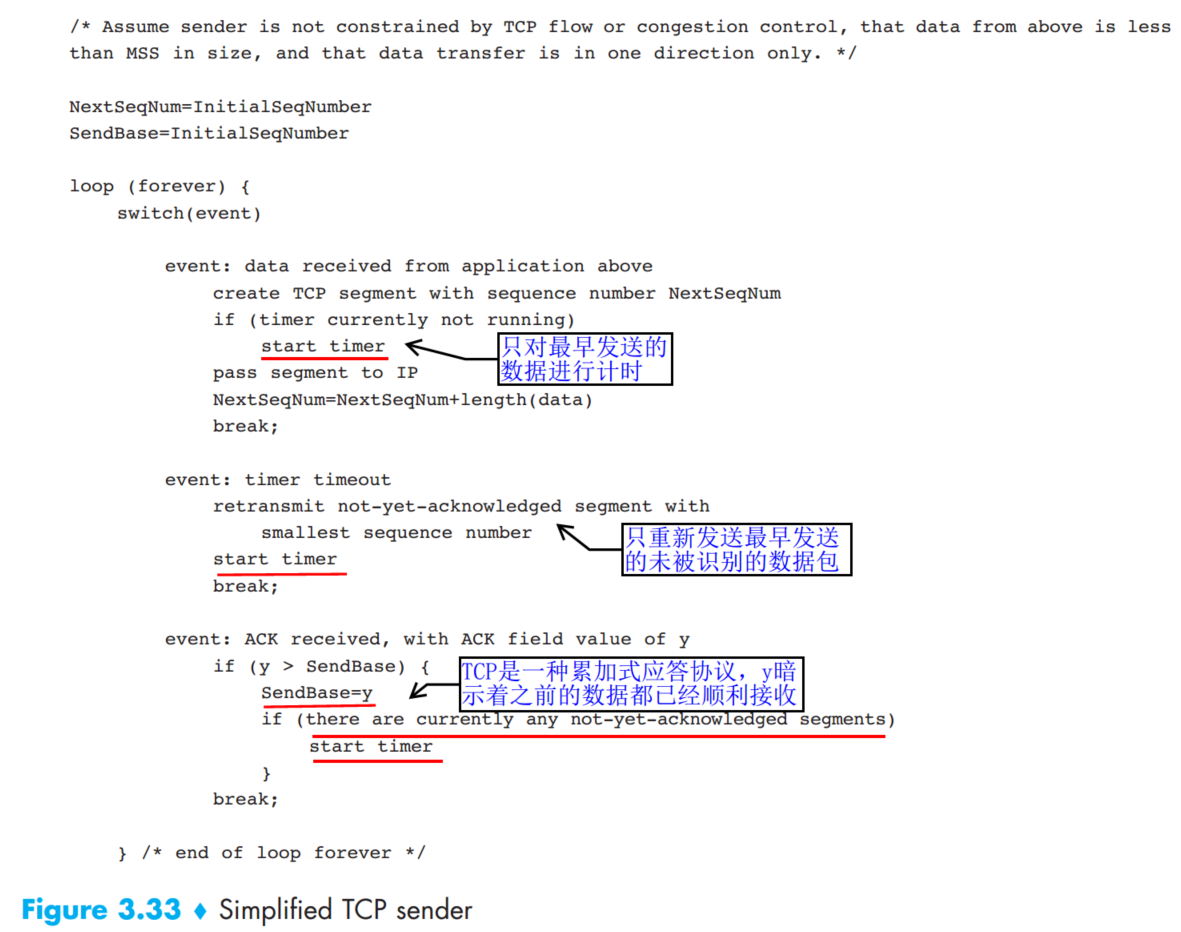 /* Assume sender is not constrained by TCP flow or congestion control, that data from above is less
than MSS in size, and that data transfer is in one direction only. */
NextSeqNum=InitialSeqNumber
SendBase=InitialSeqNumber
loop (forever) {
switch(event)
event: data received from application above
create TCP segment with sequence number NextSeqNum
if (timer currently not running)
start timer
只对最早发送的
数据进行计时
pass segment to IP
NextSeqNum=NextSeqNum+length(data)
break;
event: timer timeout
retransmit not-yet-acknowledged segment with
smallest sequence number
只重新发送最早发送
的未被识别的数据包
start timer
break;
event: ACK received, with ACK field value of y
if (y > SendBase) {
TCP是一种累加式应答协议，y暗
示着之前的数据都已经顺利接收
SendBase=y
if (there are currently any not-yet-acknowledged segments)
start timer
}
break;
} /* end of loop forever */
Figure 3.33 ♦ Simplified TCP sender